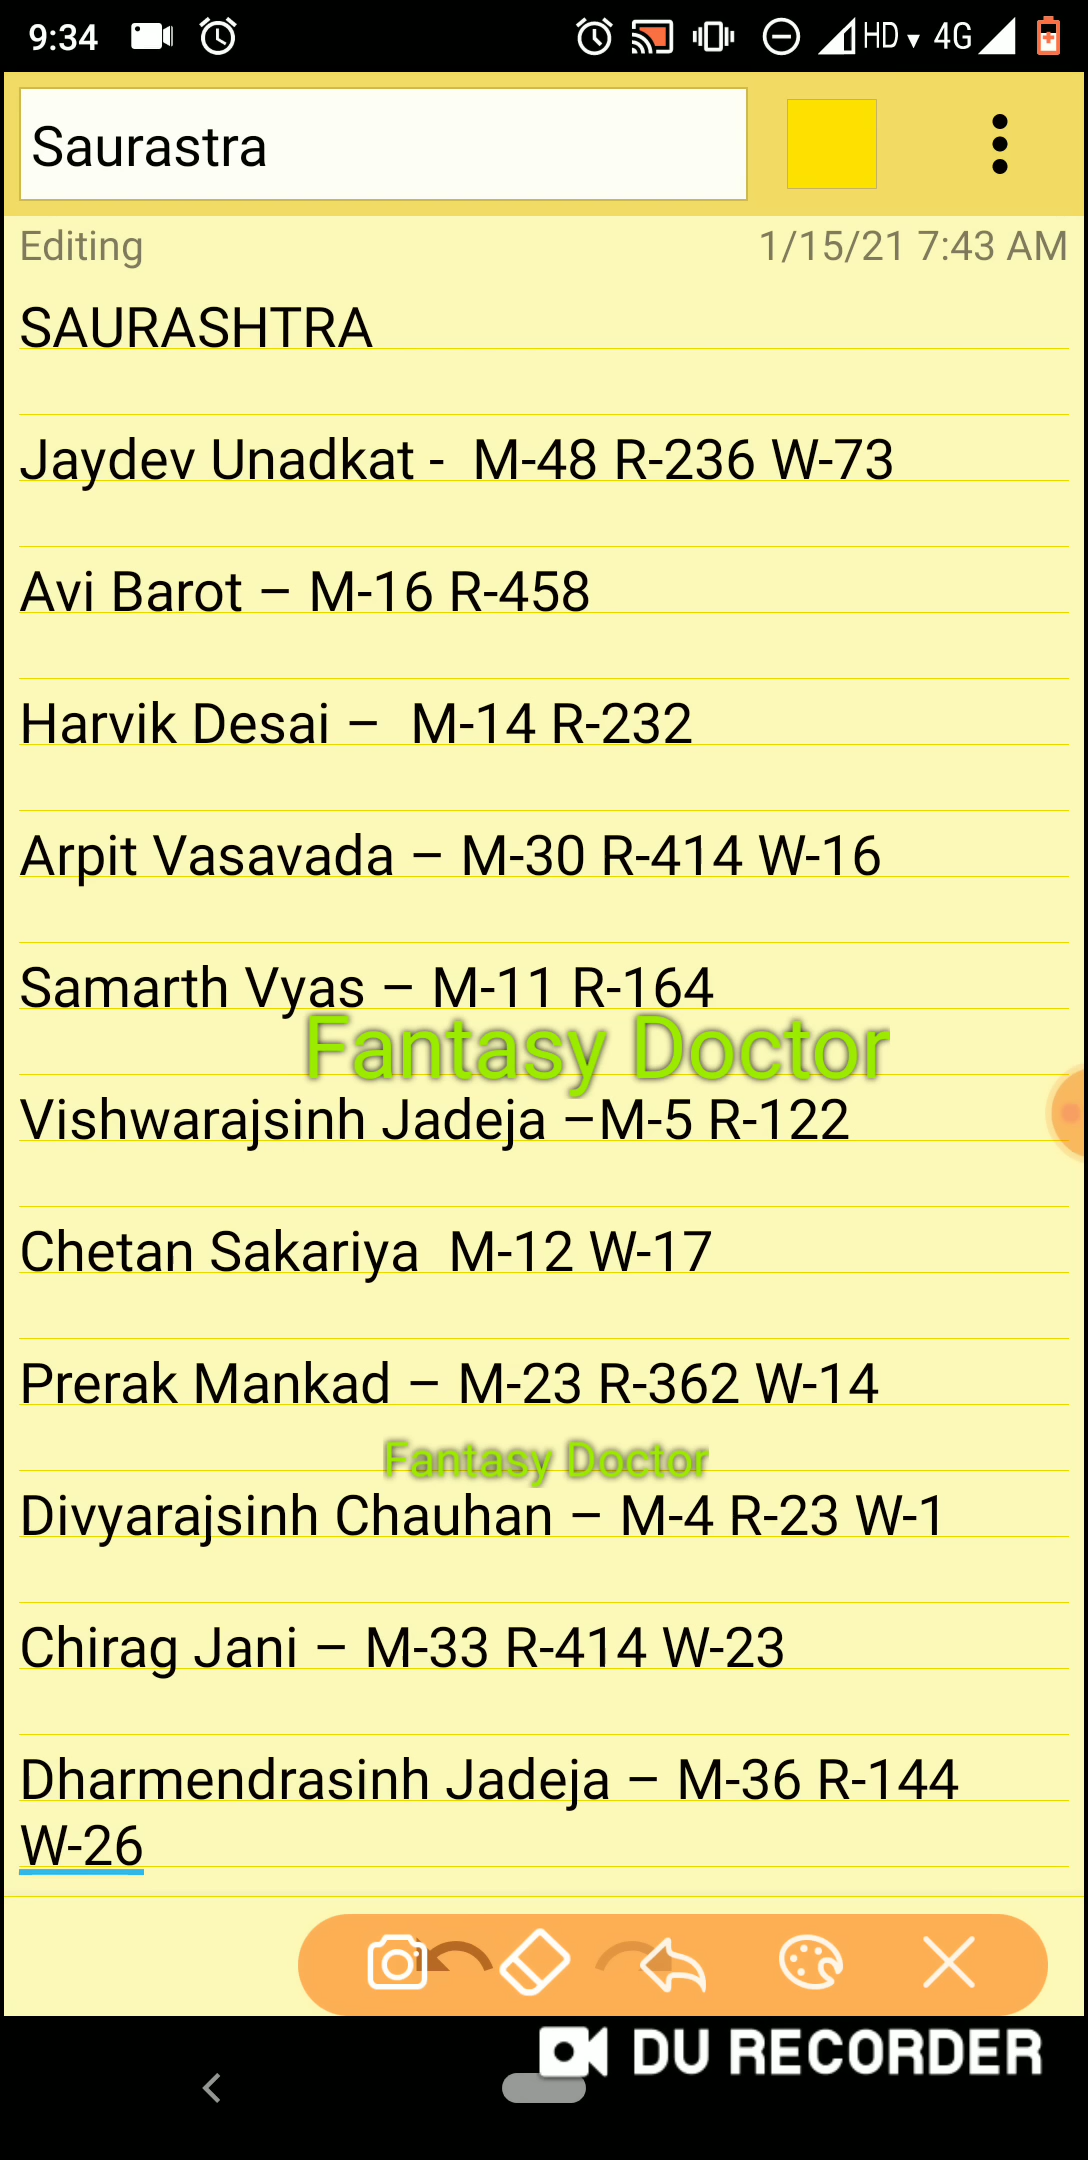 9:34 HD 4G
Saurastra
Editing 1/15/21 7:43 AM
SAURASHTRA
Jaydev Unadkat -  M-48 R-236 W-73
Avi Barot – M-16 R-458
Harvik Desai –  M-14 R-232
Arpit Vasavada – M-30 R-414 W-16
Samarth Vyas – M-11 R-164
Fantasy Doctor
Vishwarajsinh Jadeja –M-5 R-122
Chetan Sakariya  M-12 W-17
Prerak Mankad – M-23 R-362 W-14
Fantasy Doctor
Divyarajsinh Chauhan – M-4 R-23 W-1
Chirag Jani – M-33 R-414 W-23
Dharmendrasinh Jadeja – M-36 R-144
W-26
DU RECORDER